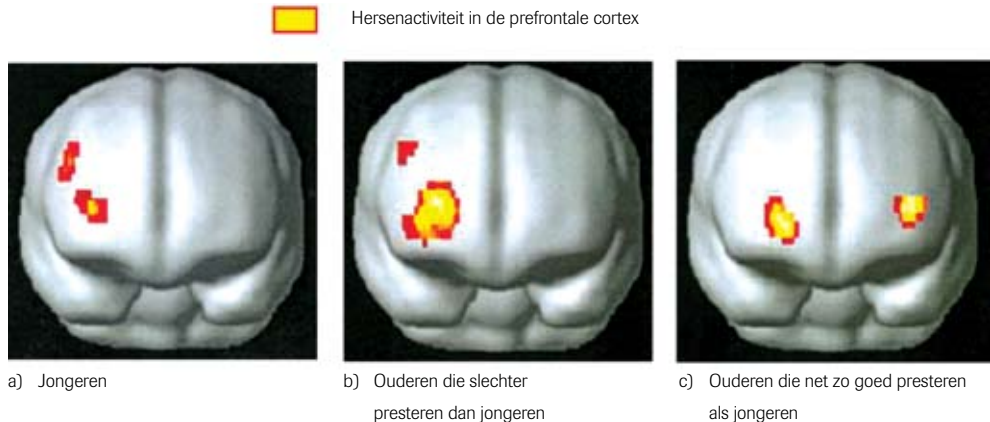 Hersenactiviteit in de prefrontale cortex
a) Jongeren
b) Ouderen die slechter
presteren dan jongeren
c) Ouderen die net zo goed presteren
als jongeren